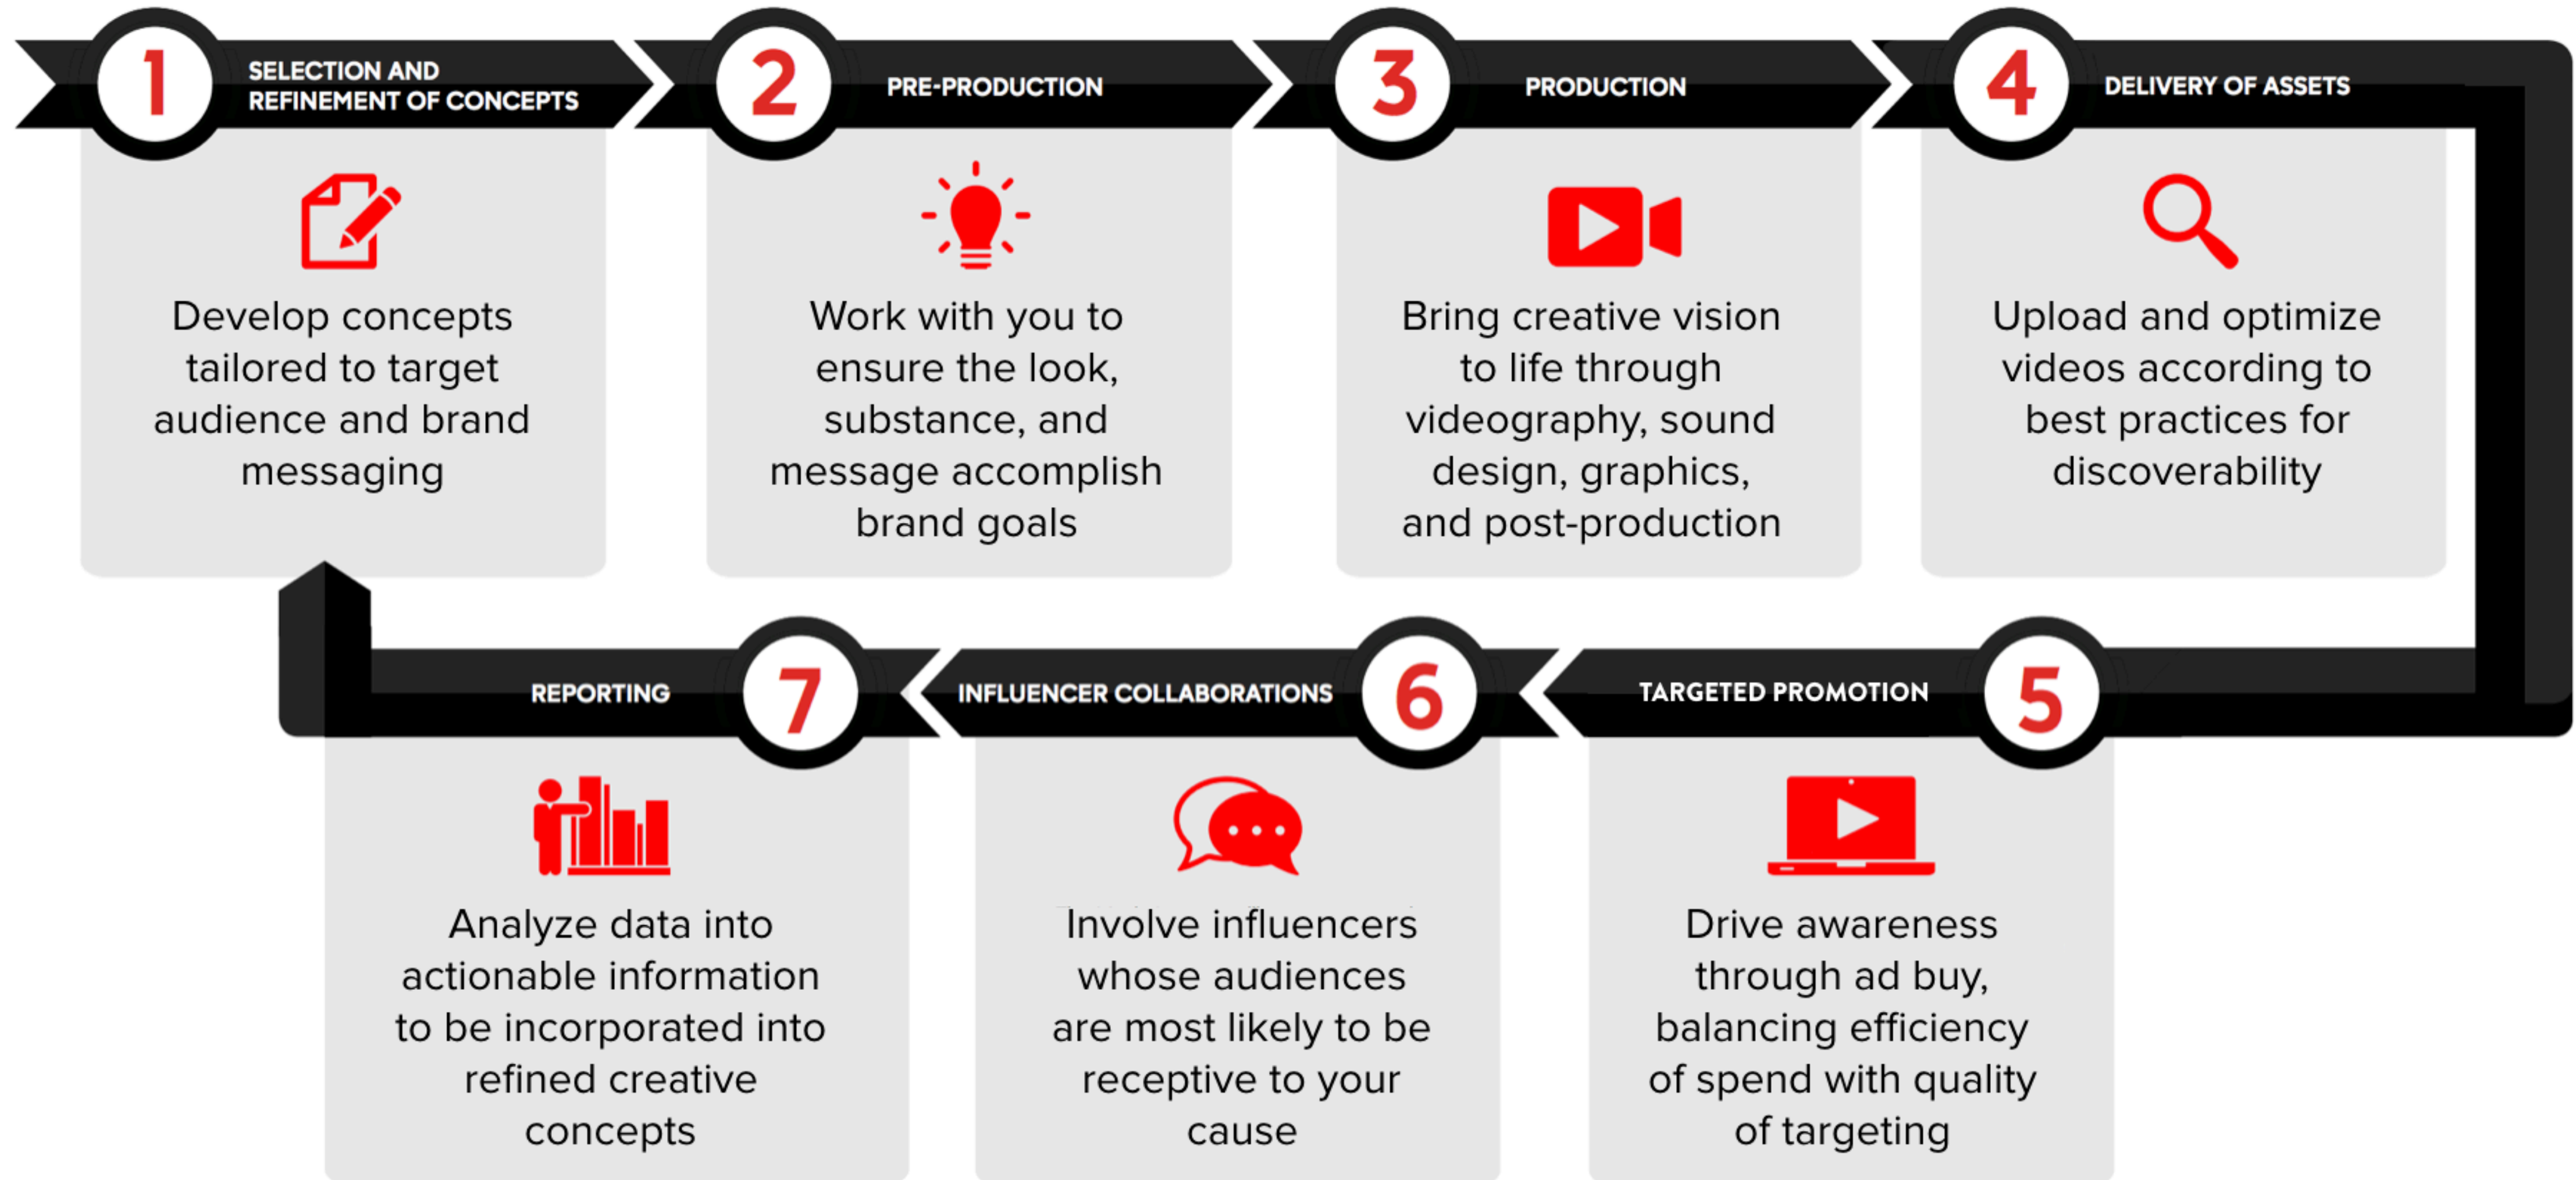 1
SELECTION AND
REFINEMENT OF CONCEPTS
Develop concepts
tailored to target
audience and brand
messaging
2
PRE-PRODUCTION
Work with you to
ensure the look,
substance, and
message accomplish
brand goals
3
PRODUCTION
Bring creative vision
to life through
videography, sound
design, graphics,
and post-production
4
DELIVERY OF ASSETS
Upload and optimize
videos according to
best practices for
discoverability
5
TARGETED PROMOTION
Drive awareness
through ad buy,
balancing efficiency
of spend with quality
of targeting
6
INFLUENCER COLLABORATIONS
Involve influencers
whose audiences
are most likely to be
receptive to your
cause
7
REPORTING
Analyze data into
actionable information
to be incorporated into
refined creative
concepts